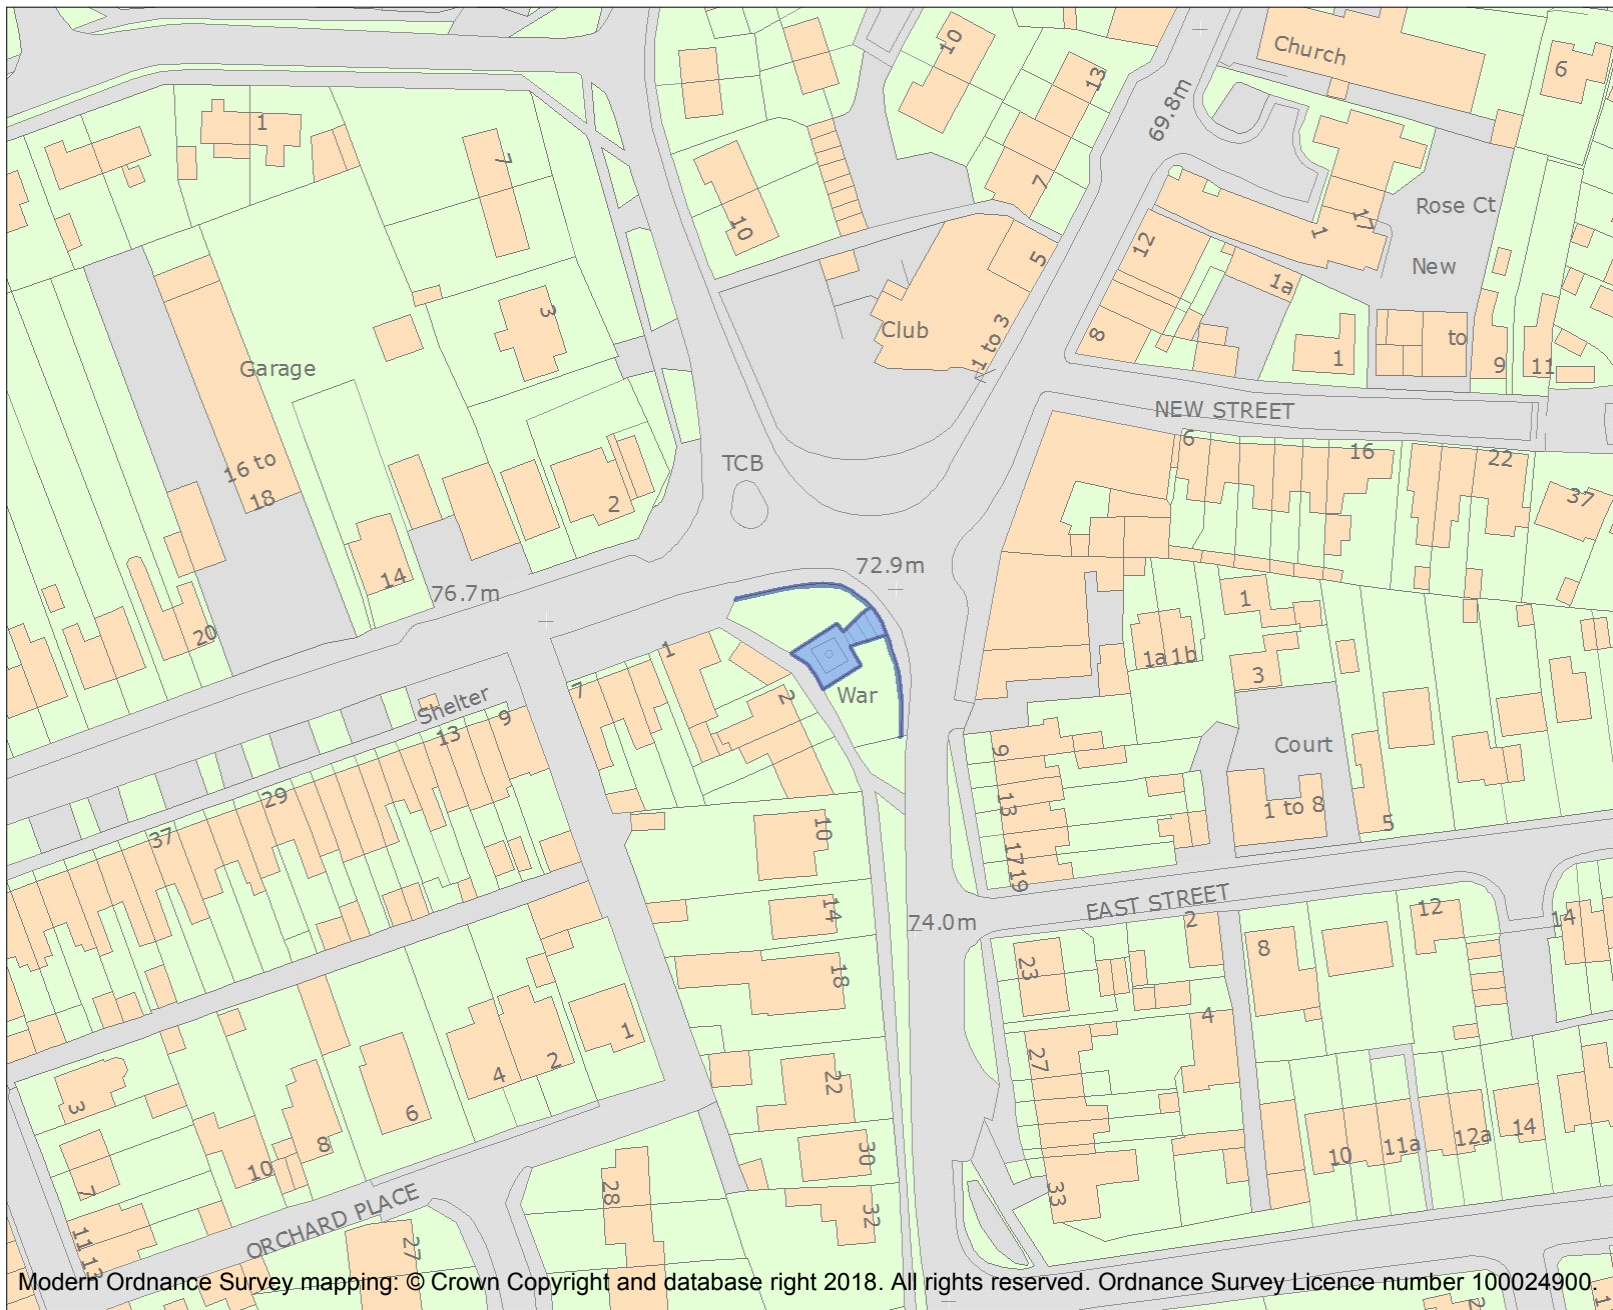 10
Church
6
13
69.8m
1
7
7
10
12
1
17
Rose Ct
New
5
1a
3
Club
1 to 3
8
1
to
9
11
Garage
NEW STREET
6
16
22
TCB
16 to
18
2
37
72.9m
14
76.7m
1
20
1
1a
1b
3
7
2
War
Shelter
9
13
9
Court
29
13
1 to 8
5
37
10
17
19
EAST STREET
14
74.0m
2
12
14
23
8
18
4
1
27
2
4
22
3
6
8
10
30
10
11a
12a
14
7
28
33
ORCHARD PLACE
32
11
13
27
2
1
Modern Ordnance Survey mapping: © Crown Copyright and database right 2018. All rights reserved. Ordnance Survey Licence number 100024900.